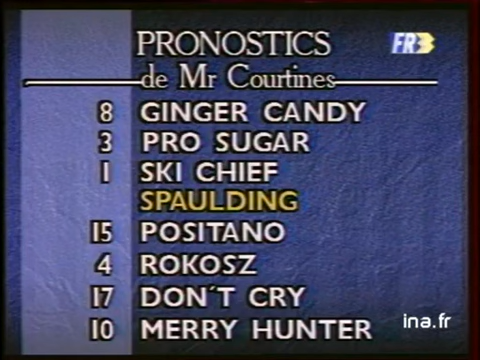 PRONOSTICS
FR3
de Mr Courtines
8 GINGER CANDY
3 PRO SUGAR
1 SKI CHIEF
SPAULDING
15 POSITANO
4 ROKOSZ
17 DON´T CRY
10 MERRY HUNTER
ina.fr